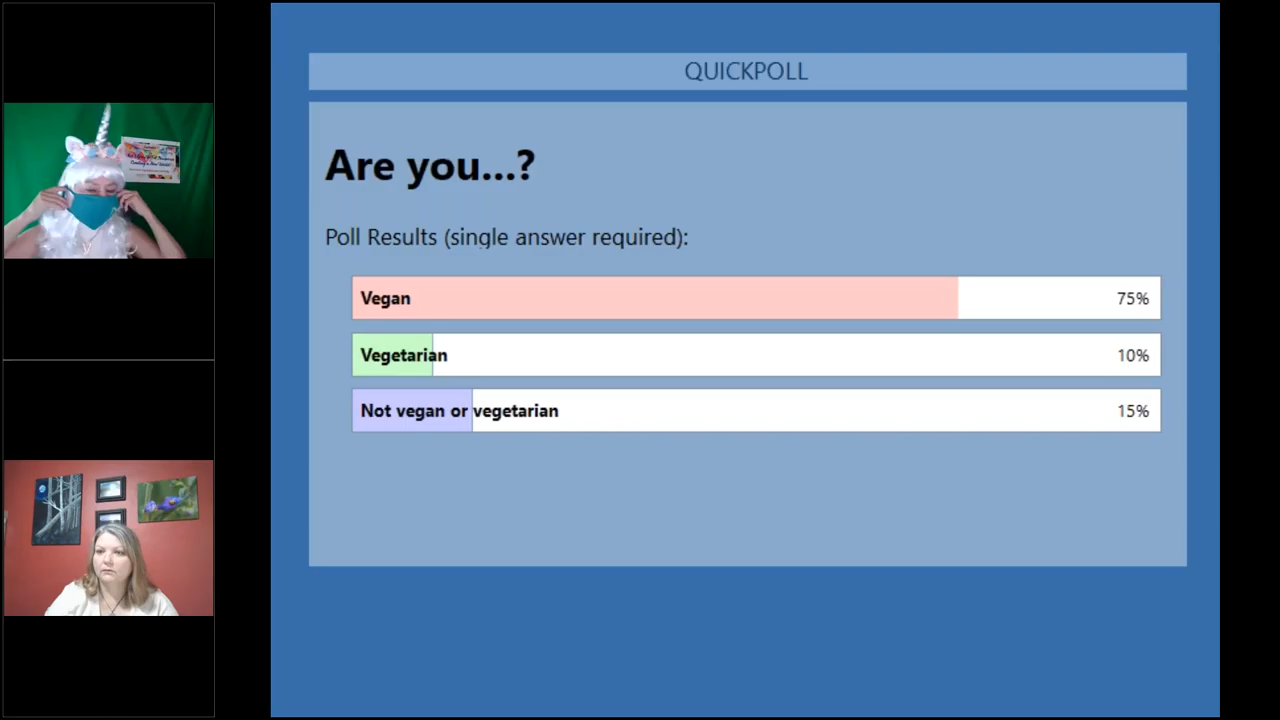 QUICKPOLL
Are you...?
Poll Results (single answer required):
Vegan 75%
Vegetarian 10%
Not vegan or vegetarian 15%